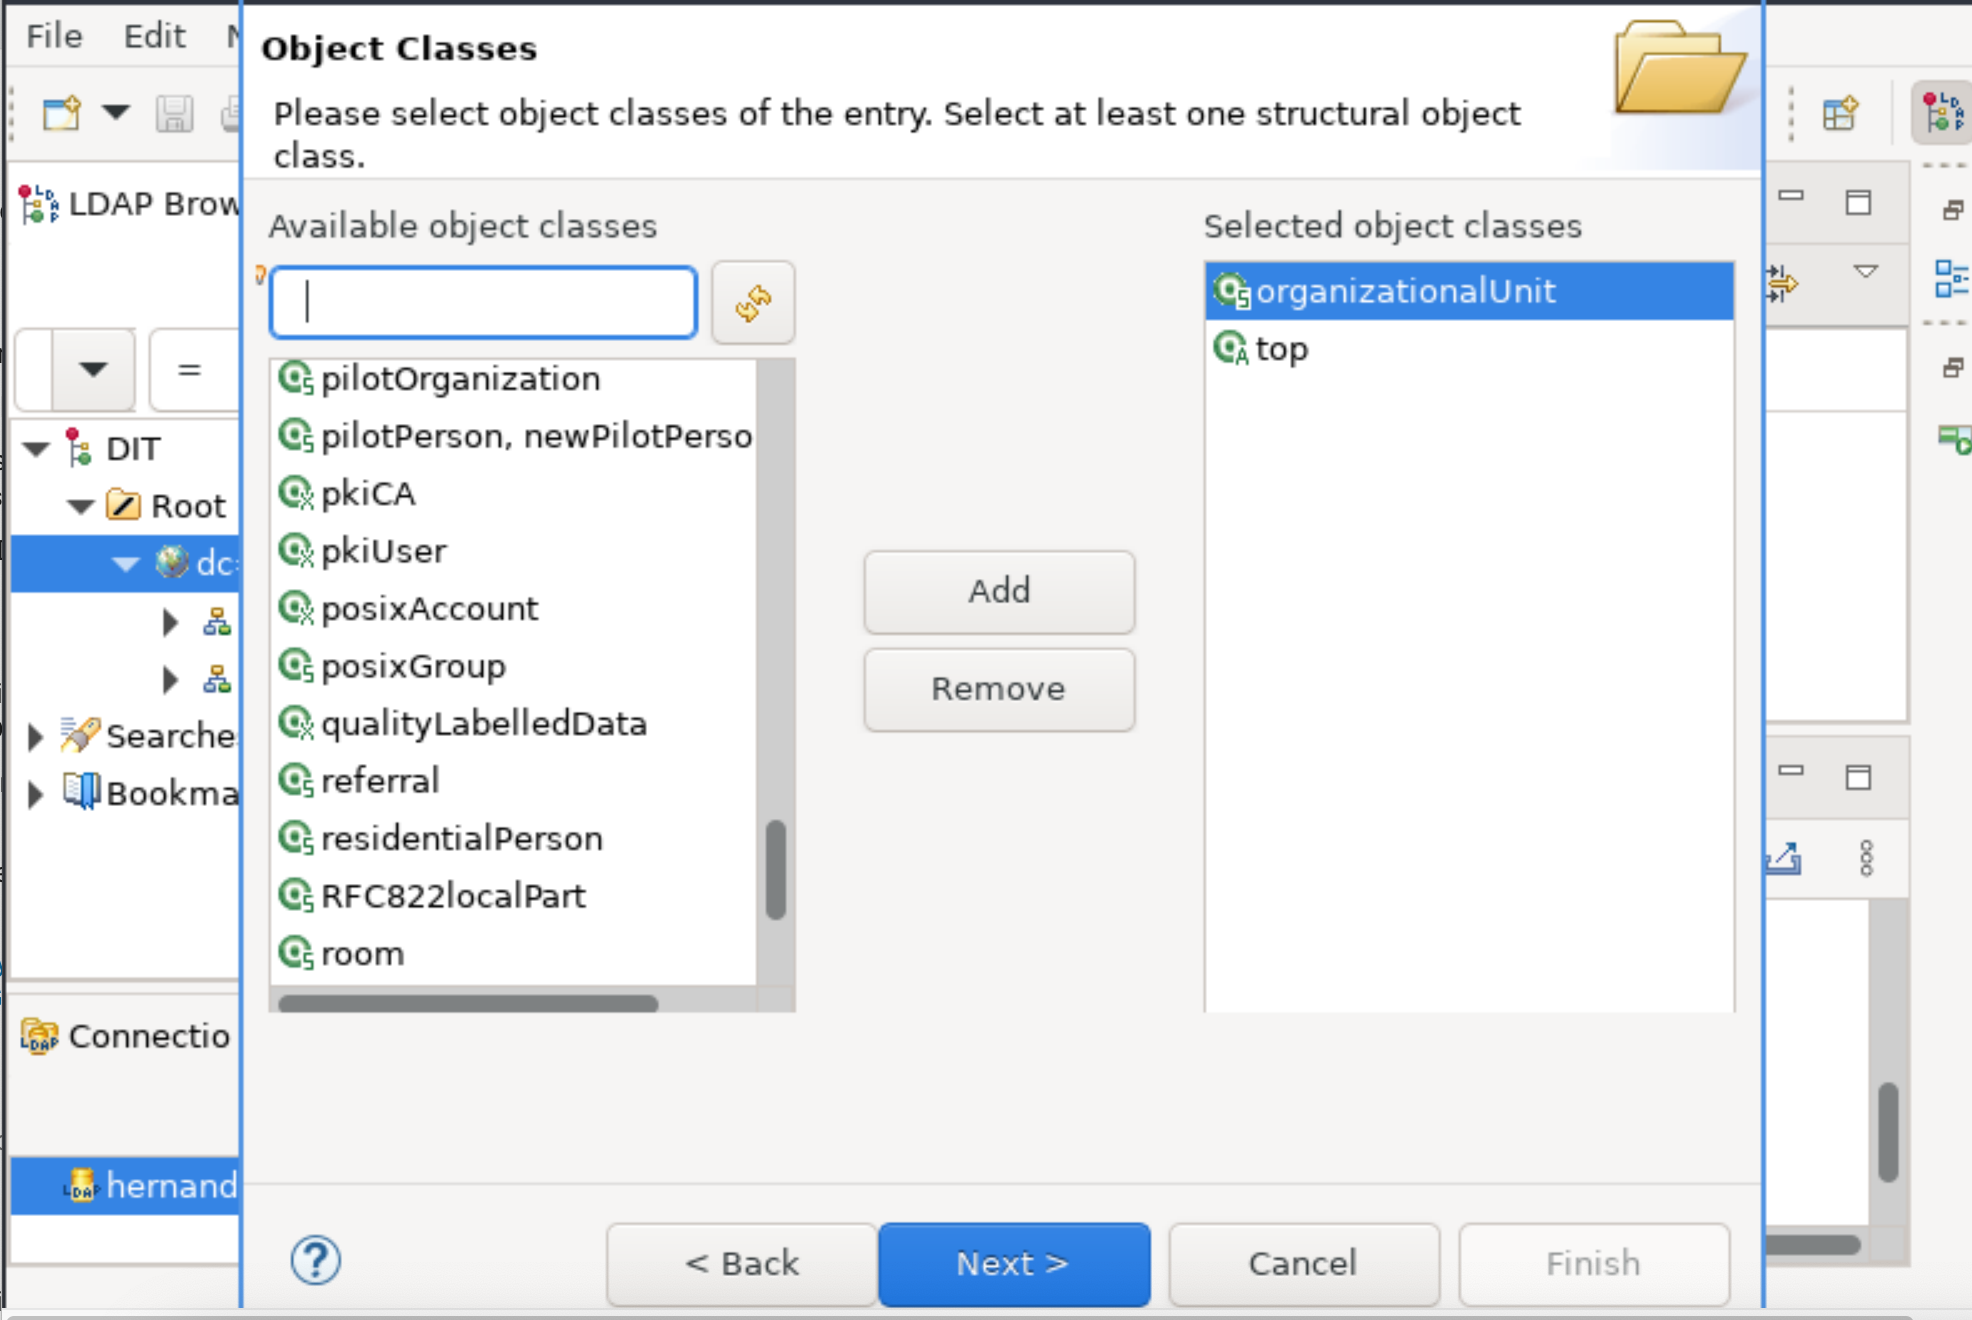 File Edit
Object Classes
Please select object classes of the entry. Select at least one structural object
class.
LDAP Brow
Available object classes
Selected object classes
organizationalUnit
top
=
pilotOrganization
pilotPerson, newPilotPerso
pkiCA
pkiUser
posixAccount
posixGroup
qualityLabelledData
referral
residentialPerson
RFC822localPart
room
Add
Remove
DIT
Root
dc
Searche
Bookma
Connectio
hernand
< Back
Next >
Cancel
Finish